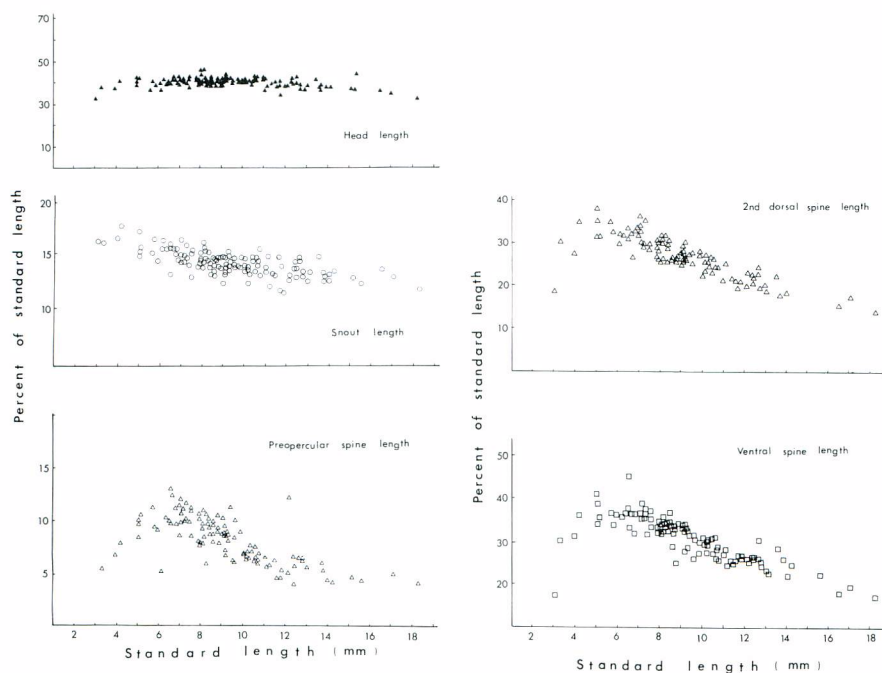 70
50
30
10
Head length
20
15
10
Snout length
15
10
5
Preopercular spine length
2 4 6 8 10 12 14 16 18
Standard length (mm)
Percent of standard length
40
30
20
10
2nd dorsal spine length
50
40
30
20
Ventral spine length
2 4 6 8 10 12 14 16 18
Standard length (mm)
Percent of standard length